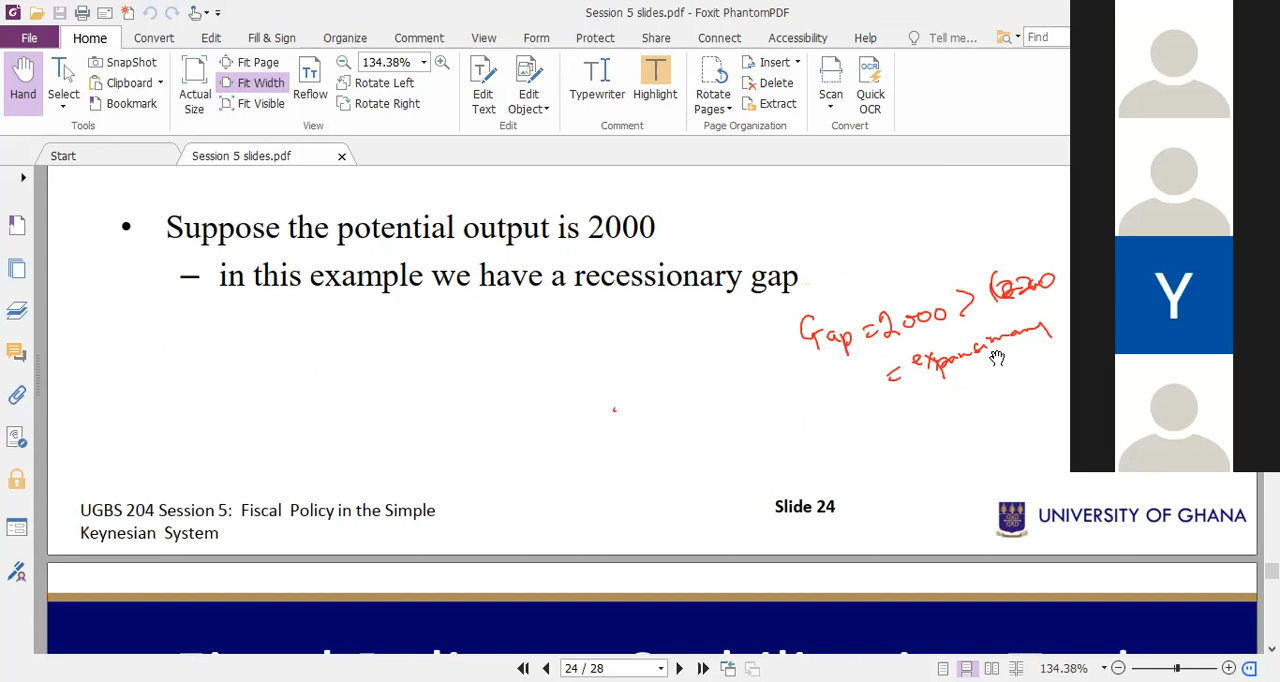 Session 5 slides.pdf - Foxit PhantomPDF
File Home Convert Edit Fill & Sign Organize Comment View Form Protect Share Connect Accessibility Help Tell me... Find
Hand Select SnapShot Clipboard Bookmark Actual Size Fit Page Fit Width Fit Visible Reflow 134.38% Rotate Left Rotate Right Edit Text Edit Object Typewriter Highlight Rotate Pages Insert Delete Extract Scan Quick OCR
Tools View Edit Comment Page Organization Convert
Start Session 5 slides.pdf
• Suppose the potential output is 2000
– in this example we have a recessionary gap
Gap = 2000 >
= expansionary
Y
UGBS 204 Session 5: Fiscal Policy in the Simple
Keynesian System
Slide 24
UNIVERSITY OF GHANA
24 / 28 134.38%